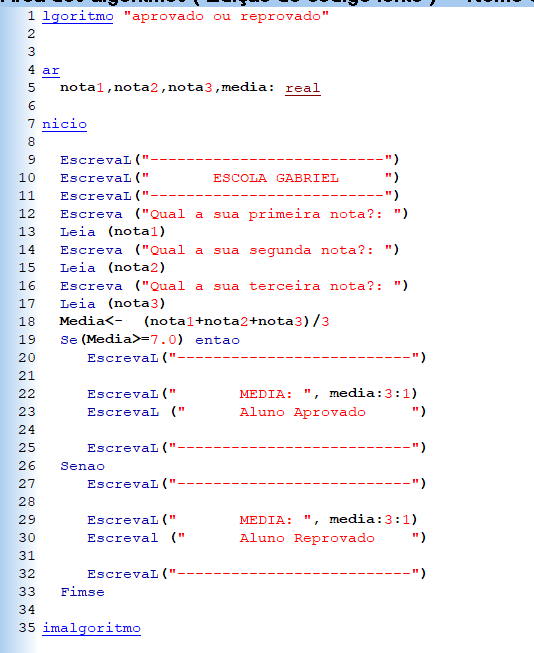 1 lgoritmo "aprovado ou reprovado"
2
3
4 ar
5 nota1,nota2,nota3,media: real
6
7 nicio
8
9 EscrevaL("--------------------------")
10 EscrevaL("       ESCOLA GABRIEL     ")
11 EscrevaL("--------------------------")
12 Escreva ("Qual a sua primeira nota?: ")
13 Leia (nota1)
14 Escreva ("Qual a sua segunda nota?: ")
15 Leia (nota2)
16 Escreva ("Qual a sua terceira nota?: ")
17 Leia (nota3)
18 Media<-  (nota1+nota2+nota3)/3
19 Se(Media>=7.0) entao
20 EscrevaL("--------------------------")
21
22 EscrevaL("       MEDIA: ", media:3:1)
23 EscrevaL ("      Aluno Aprovado     ")
24
25 EscrevaL("--------------------------")
26 Senao
27 EscrevaL("--------------------------")
28
29 EscrevaL("       MEDIA: ", media:3:1)
30 Escreval ("      Aluno Reprovado    ")
31
32 EscrevaL("--------------------------")
33 Fimse
34
35 imalgoritmo